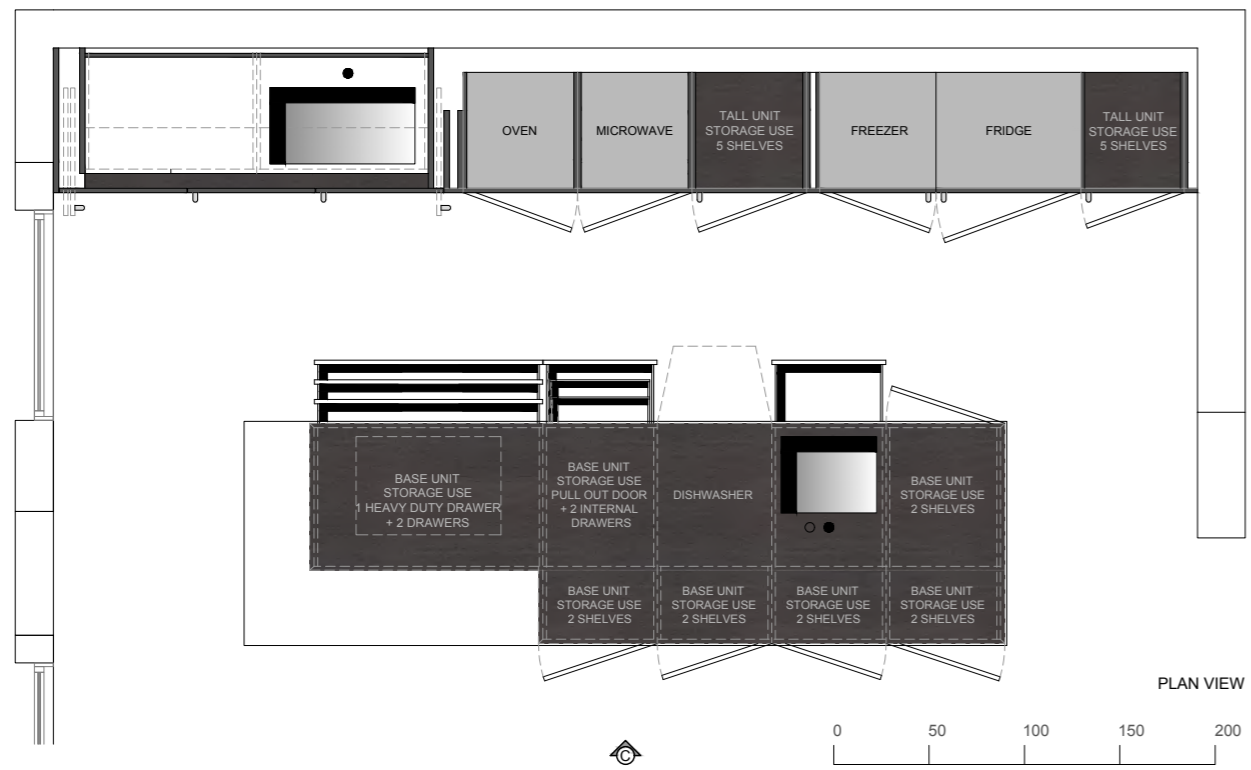 OVEN
MICROWAVE
TALL UNIT
STORAGE USE
5 SHELVES
FREEZER
FRIDGE
TALL UNIT
STORAGE USE
5 SHELVES
BASE UNIT
STORAGE USE
1 HEAVY DUTY DRAWER
+ 2 DRAWERS
BASE UNIT
STORAGE USE
PULL OUT DOOR
+ 2 INTERNAL
DRAWERS
DISHWASHER
BASE UNIT
STORAGE USE
2 SHELVES
BASE UNIT
STORAGE USE
2 SHELVES
BASE UNIT
STORAGE USE
2 SHELVES
BASE UNIT
STORAGE USE
2 SHELVES
BASE UNIT
STORAGE USE
2 SHELVES
PLAN VIEW
0 50 100 150 200
C